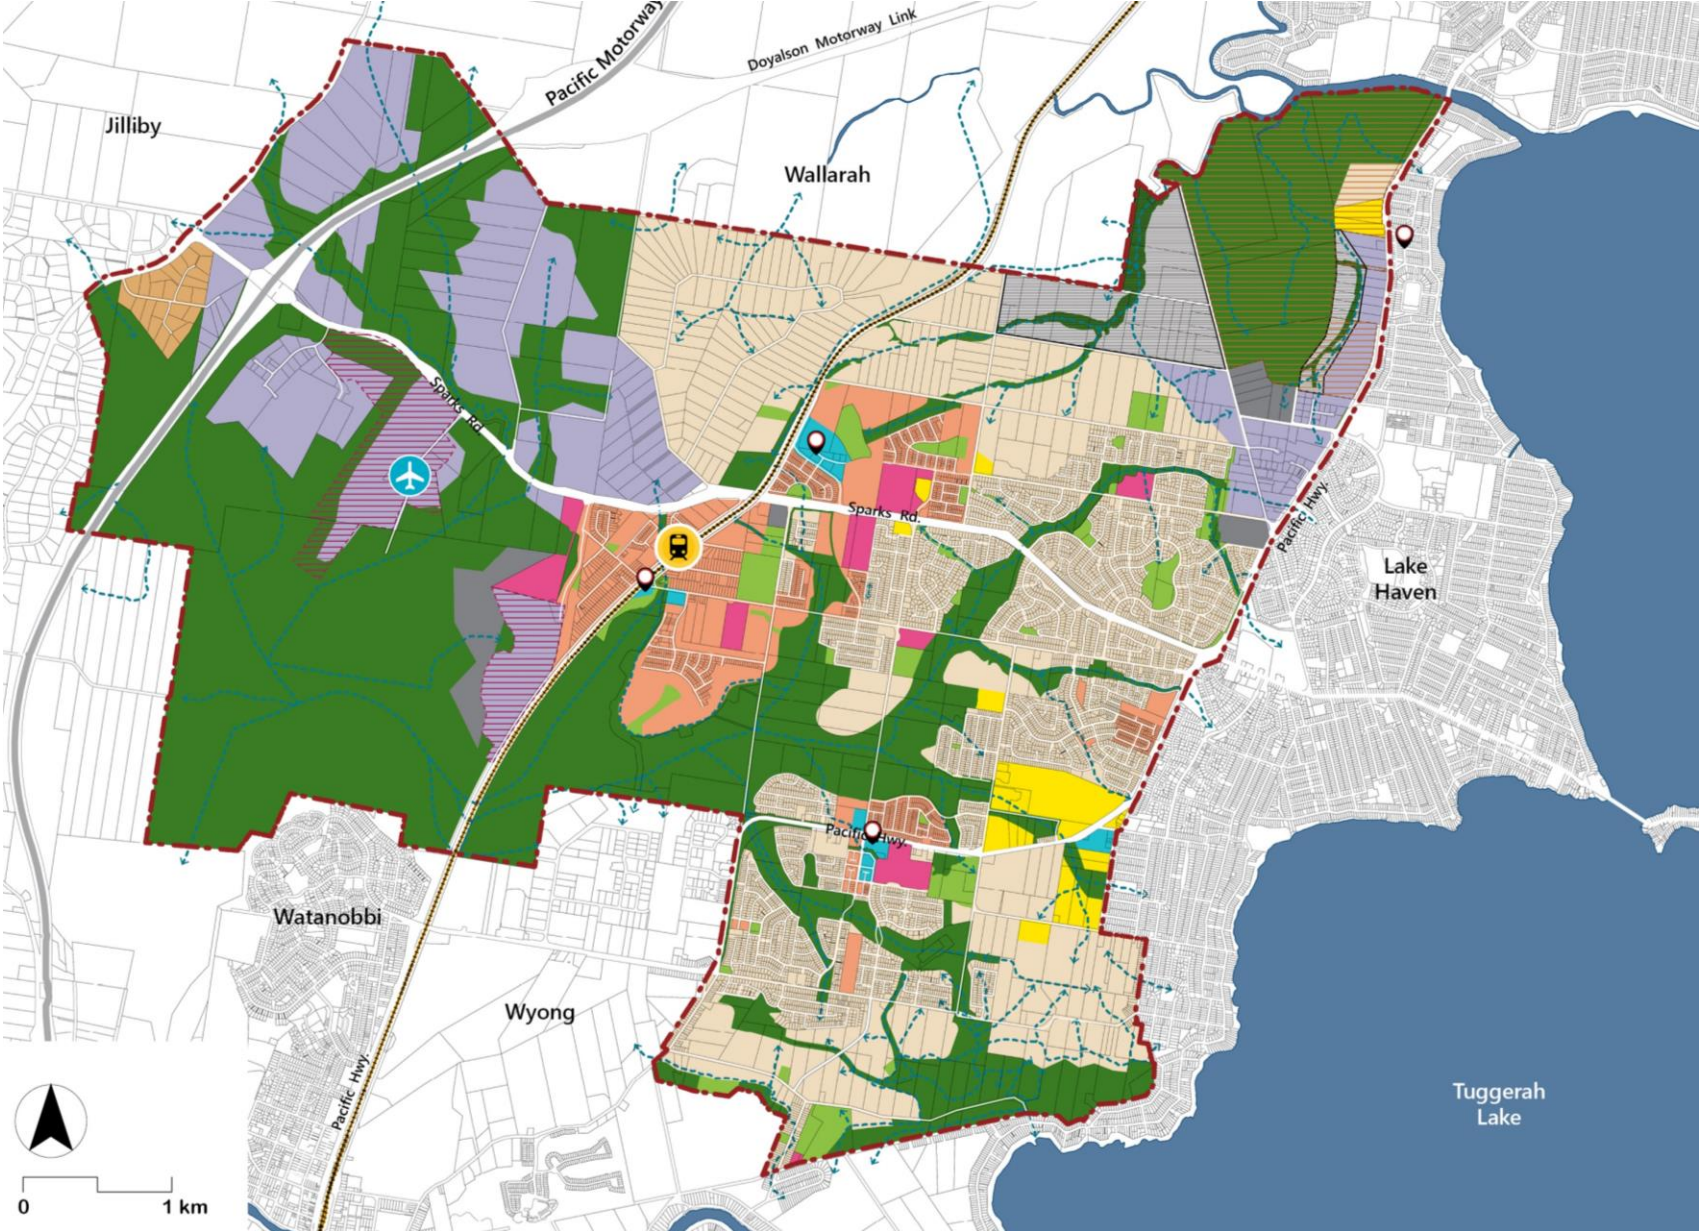 Pacific Motorway
Doyalson Motorway Link
Jilliby
Wallarah
Sparks Rd.
Sparks Rd.
Pacific Hwy.
Lake
Haven
Pacific Hwy.
Watanobbi
Wyong
Pacific Hwy.
Tuggerah
Lake
0 1 km